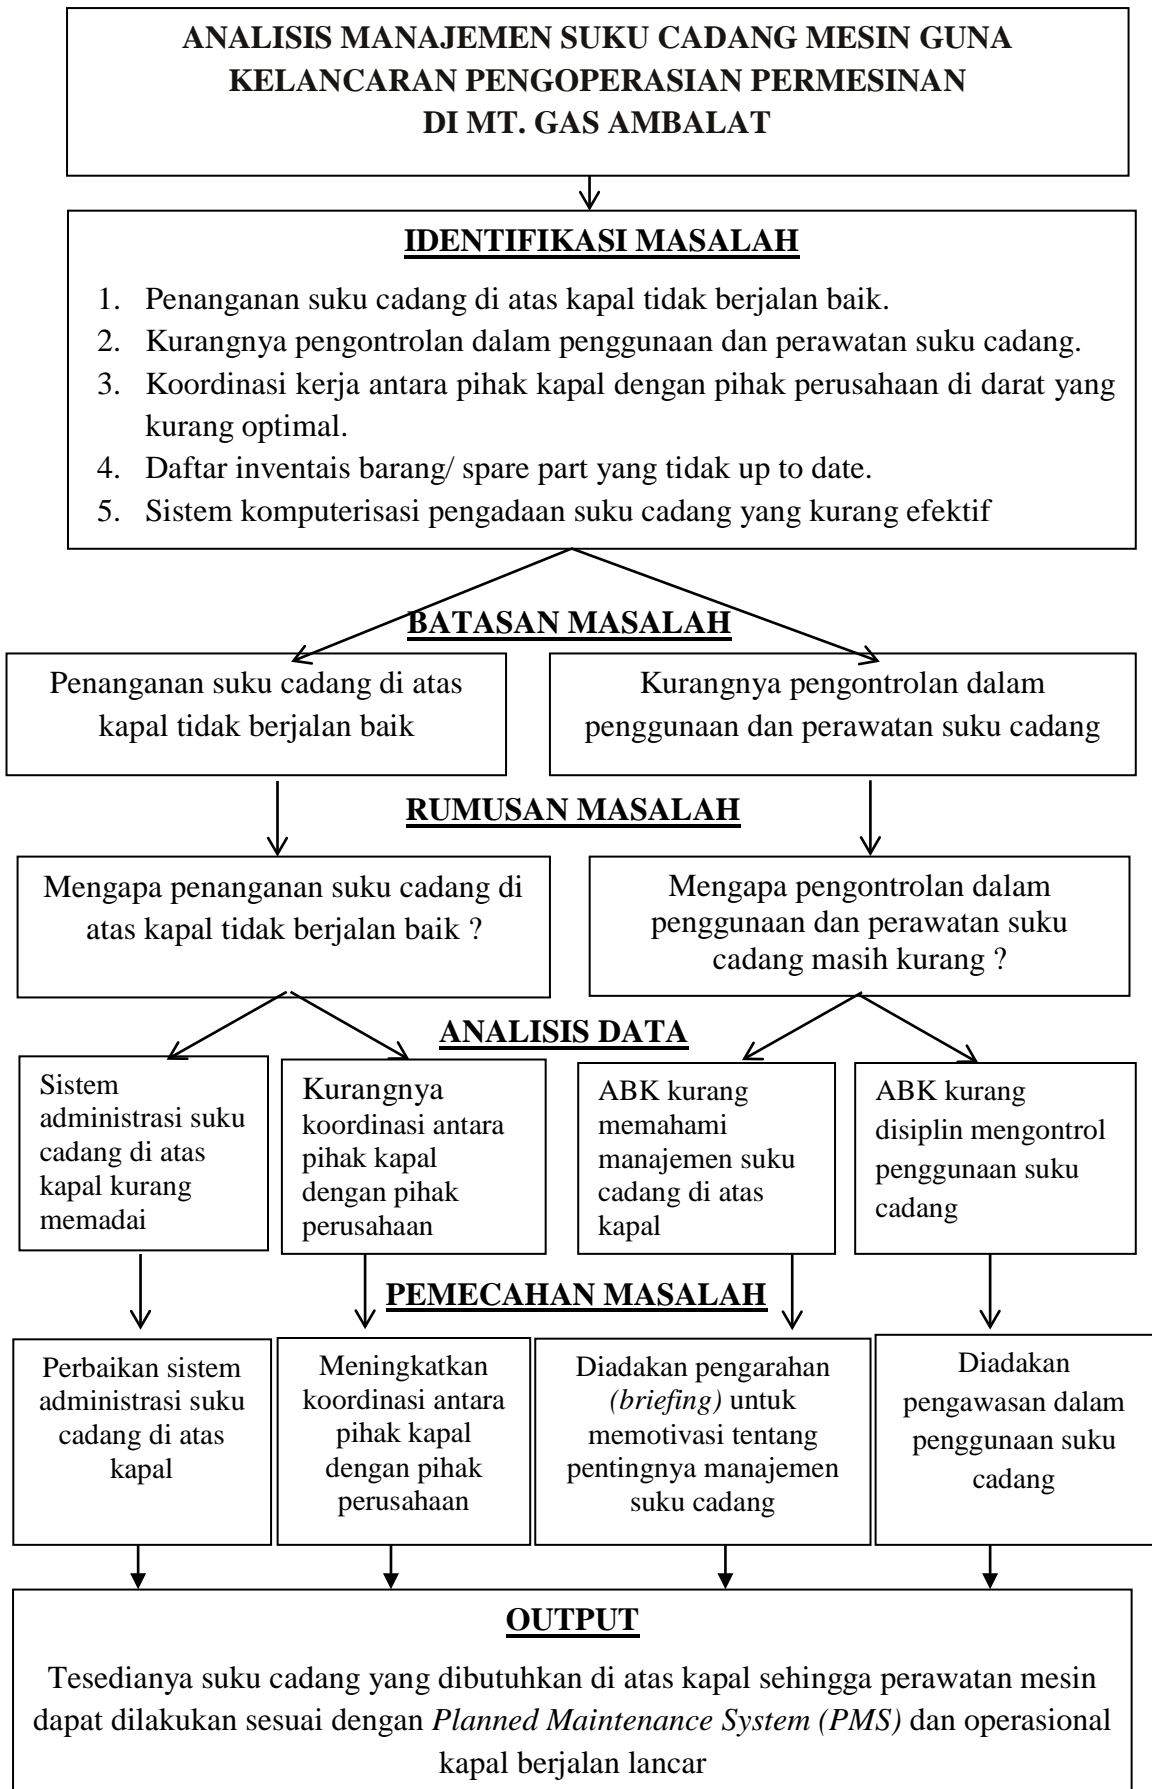 ANALISIS MANAJEMEN SUKU CADANG MESIN GUNA
KELANCARAN PENGOPERASIAN PERMESINAN
DI MT. GAS AMBALAT
IDENTIFIKASI MASALAH
1. Penanganan suku cadang di atas kapal tidak berjalan baik.
2. Kurangnya pengontrolan dalam penggunaan dan perawatan suku cadang.
3. Koordinasi kerja antara pihak kapal dengan pihak perusahaan di darat yang
kurang optimal.
4. Daftar inventais barang/ spare part yang tidak up to date.
5. Sistem komputerisasi pengadaan suku cadang yang kurang efektif
BATASAN MASALAH
Penanganan suku cadang di atas
kapal tidak berjalan baik
Kurangnya pengontrolan dalam
penggunaan dan perawatan suku cadang
RUMUSAN MASALAH
Mengapa penanganan suku cadang di
atas kapal tidak berjalan baik ?
Mengapa pengontrolan dalam
penggunaan dan perawatan suku
cadang masih kurang ?
ANALISIS DATA
Sistem
administrasi suku
cadang di atas
kapal kurang
memadai
Kurangnya
koordinasi antara
pihak kapal
dengan pihak
perusahaan
ABK kurang
memahami
manajemen suku
cadang di atas
kapal
ABK kurang
disiplin mengontrol
penggunaan suku
cadang
PEMECAHAN MASALAH
Perbaikan sistem
administrasi suku
cadang di atas
kapal
Meningkatkan
koordinasi antara
pihak kapal
dengan pihak
perusahaan
Diadakan pengarahan
(briefing) untuk
memotivasi tentang
pentingnya manajemen
suku cadang
Diadakan
pengawasan dalam
penggunaan suku
cadang
OUTPUT
Tesedianya suku cadang yang dibutuhkan di atas kapal sehingga perawatan mesin
dapat dilakukan sesuai dengan Planned Maintenance System (PMS) dan operasional
kapal berjalan lancar